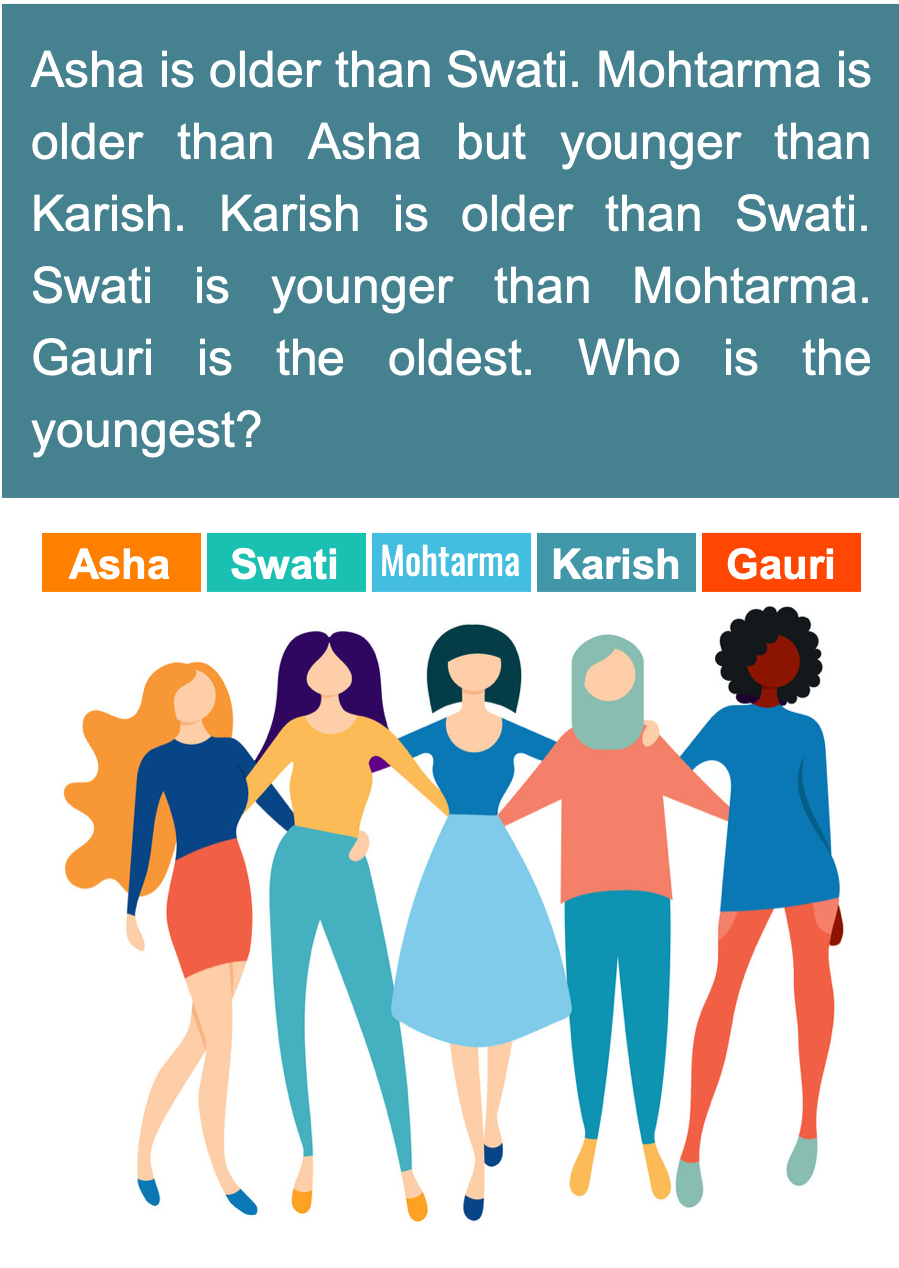 Asha is older than Swati. Mohtarma is
older than Asha but younger than
Karish. Karish is older than Swati.
Swati is younger than Mohtarma.
Gauri is the oldest. Who is the
youngest?
Asha Swati Mohtarma Karish Gauri